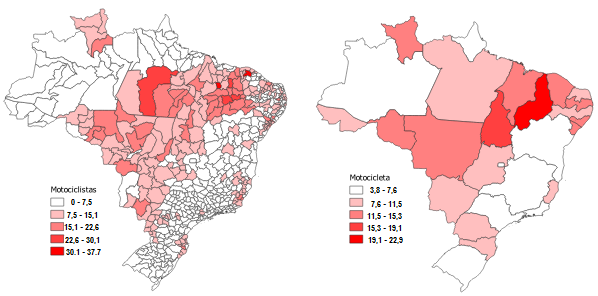 Motociclistas
0 - 7,5
7,5 - 15,1
15,1 - 22,6
22,6 - 30,1
30.1 - 37.7
Motocicleta
3,8 - 7,6
7,6 - 11,5
11,5 - 15,3
15,3 - 19,1
19,1 - 22,9